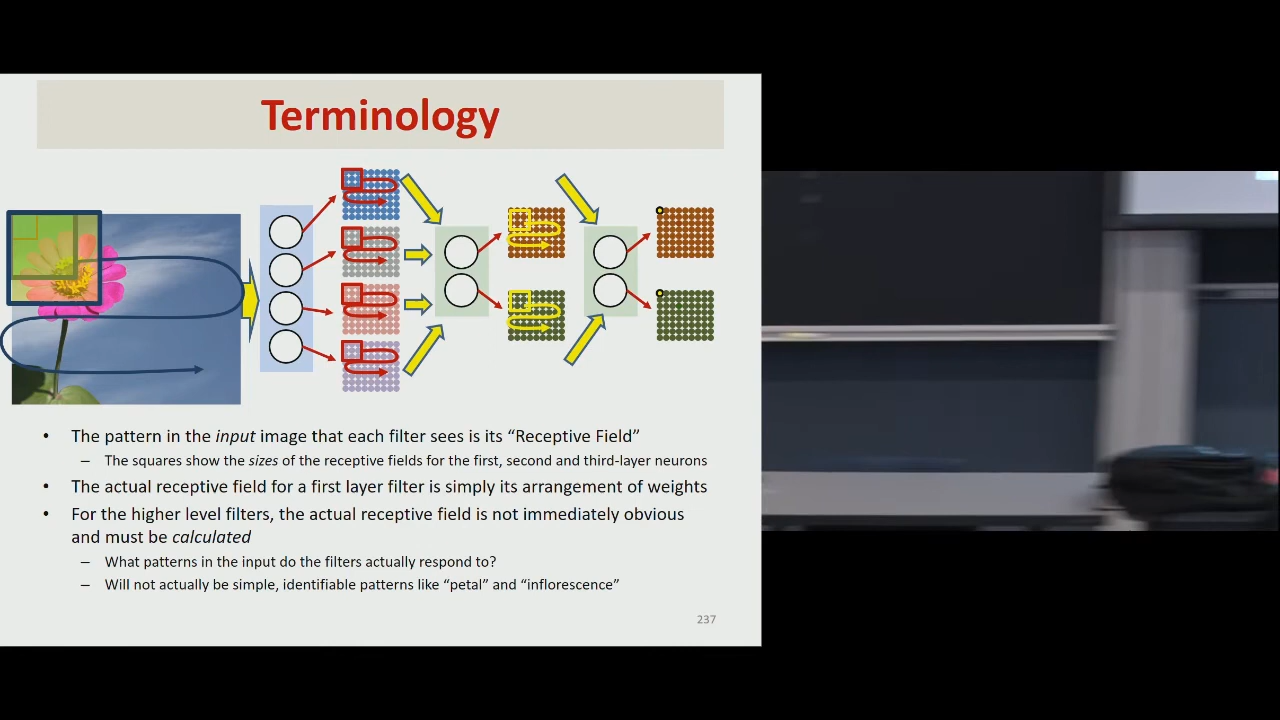 Terminology
• The pattern in the input image that each filter sees is its “Receptive Field”
– The squares show the sizes of the receptive fields for the first, second and third-layer neurons
• The actual receptive field for a first layer filter is simply its arrangement of weights
• For the higher level filters, the actual receptive field is not immediately obvious
and must be calculated
– What patterns in the input do the filters actually respond to?
– Will not actually be simple, identifiable patterns like “petal” and “inflorescence”
237